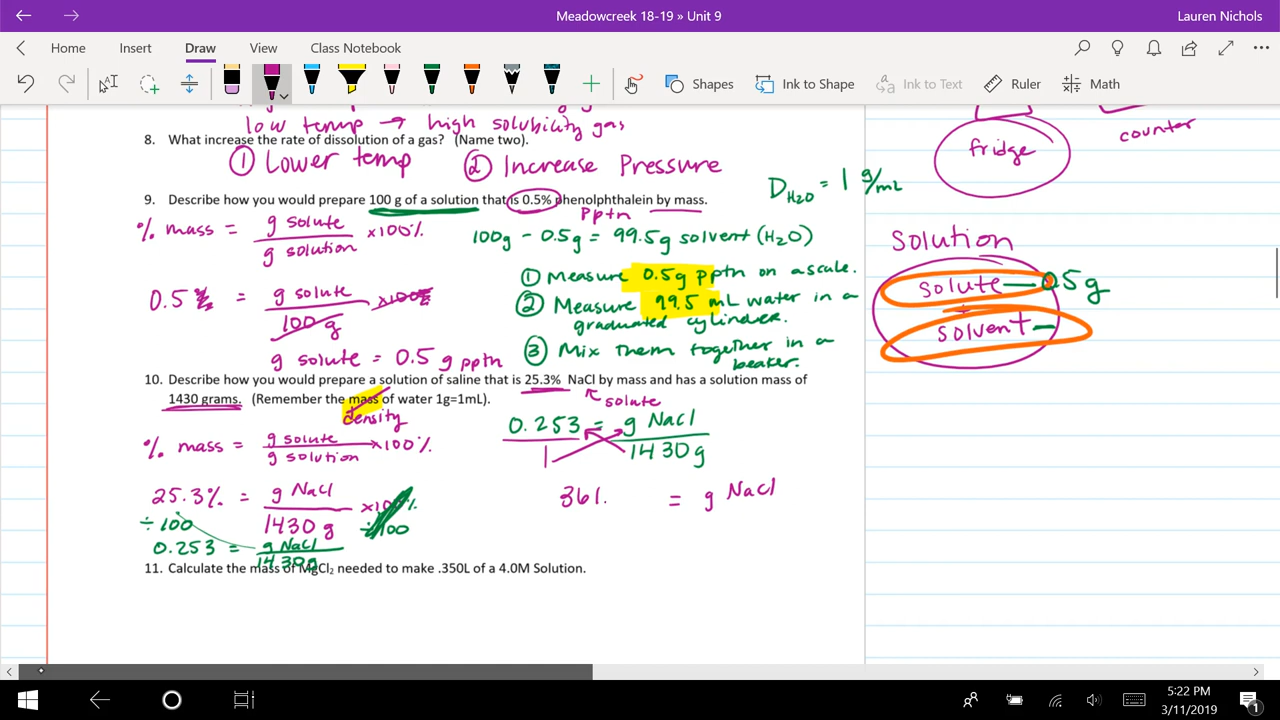 Meadowcreek 18-19 » Unit 9
Lauren Nichols
Home Insert Draw View Class Notebook
Shapes Ink to Shape Ink to Text Ruler Math
low temp → high solubility gas
8. What increase the rate of dissolution of a gas? (Name two).
① Lower temp ② Increase Pressure
fridge
counter
9. Describe how you would prepare 100 g of a solution that is 0.5% phenolphthalein by mass.
pptn
D H₂O = 1 g/mL
% mass = g solute / g solution ×100%
100g - 0.5g = 99.5g solvent (H₂O)
0.5 % = g solute / 100 g ×100%
g solute = 0.5 g pptn
① Measure 0.5g pptn on a scale.
② Measure 99.5 mL water in a
graduated cylinder.
③ Mix them together in a
beaker.
Solution
solute — 0.5 g
+
solvent —
10. Describe how you would prepare a solution of saline that is 25.3% NaCl by mass and has a solution mass of
1430 grams. (Remember the mass of water 1g=1mL).
density
solute
% mass = g solute / g solution ×100%
25.3% = g NaCl / 1430 g ×100%
÷100 ÷100
0.253 = g NaCl / 1430g
0.253 / 1 = g NaCl / 1430g
361. = g NaCl
11. Calculate the mass of MgCl₂ needed to make .350L of a 4.0M Solution.
5:22 PM
3/11/2019
1